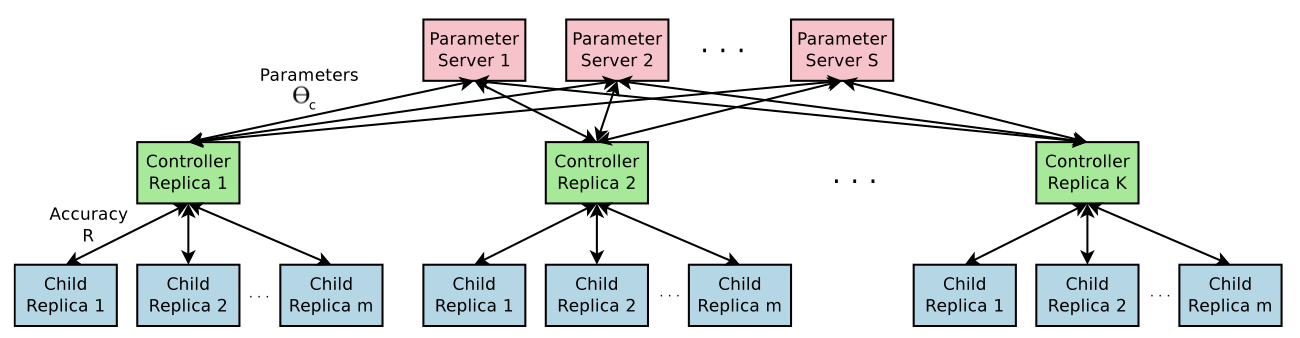 Parameter
Server 1
Parameter
Server 2
. . .
Parameter
Server S
Parameters
Θc
Controller
Replica 1
Controller
Replica 2
. . .
Controller
Replica K
Accuracy
R
Child
Replica 1
Child
Replica 2
. . .
Child
Replica m
Child
Replica 1
Child
Replica 2
. . .
Child
Replica m
Child
Replica 1
Child
Replica 2
. . .
Child
Replica m